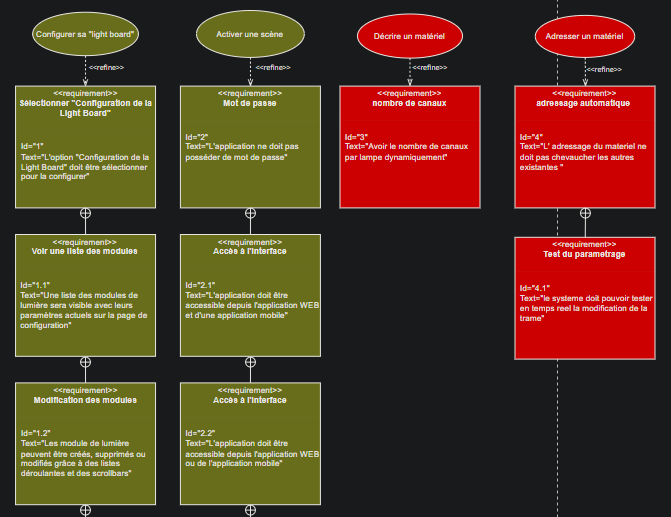 Configurer sa "light board"
<<refine>>
<<requirement>>
Sélectionner "Configuration de la
Light Board"
Id="1"
Text="L'option "Configuration de la
Light Board" doit être sélectionner
pour la configurer"
<<requirement>>
Voir une liste des modules
Id="1.1"
Text="Une liste des modules de
lumière sera visible avec leurs
paramètres actuels sur la page de
configuration"
<<requirement>>
Modification des modules
Id="1.2"
Text="Les module de lumière
peuvent être créés, supprimés ou
modifiés grâce à des listes
déroulantes et des scrollbars"
Activer une scène
<<refine>>
<<requirement>>
Mot de passe
Id="2"
Text="L'application ne doit pas
posséder de mot de passe"
<<requirement>>
Accès à l'interface
Id="2.1"
Text="L'application doit être
accessible depuis l'application WEB
et d'une application mobile"
<<requirement>>
Accès à l'interface
Id="2.2"
Text="L'application doit être
accessible depuis l'application WEB
ou de l'application mobile"
Décrire un matériel
<<refine>>
<<requirement>>
nombre de canaux
Id="3"
Text="Avoir le nombre de canaux
par lampe dynamiquement"
Adresser un matériel
<<refine>>
<<requirement>>
adressage automatique
Id="4"
Text="L' adressage du materiel ne
doit pas chevaucher les autres
existantes "
<<requirement>>
Test du parametrage
Id="4.1"
Text="le systeme doit pouvoir tester
en temps reel la modification de la
trame"